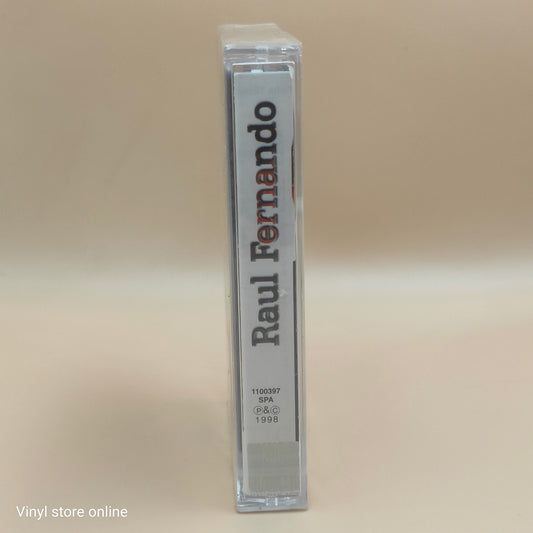 Raul Fernando
1100397
SPA
Ⓟ&Ⓒ
1998
Vinyl store online